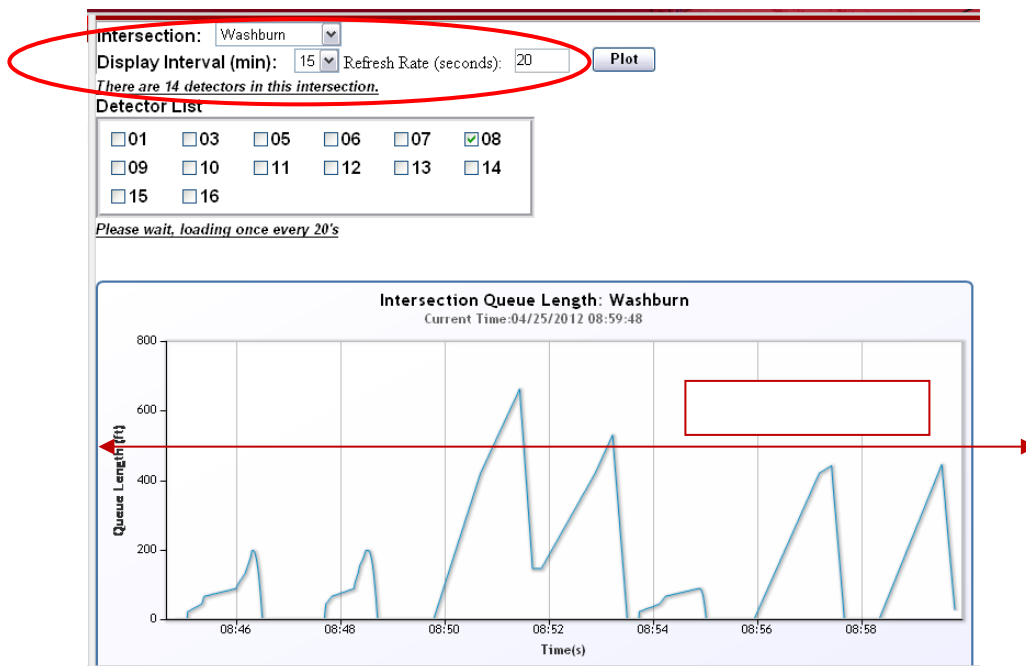 Intersection: Washburn
Display Interval (min): 15 Refresh Rate (seconds): 20 Plot
There are 14 detectors in this intersection.
Detector List
01 03 05 06 07 08
09 10 11 12 13 14
15 16
Please wait, loading once every 20's
Intersection Queue Length: Washburn
Current Time:04/25/2012 08:59:48
800
600
400
200
0
Queue Length(ft)
08:46 08:48 08:50 08:52 08:54 08:56 08:58
Time(s)